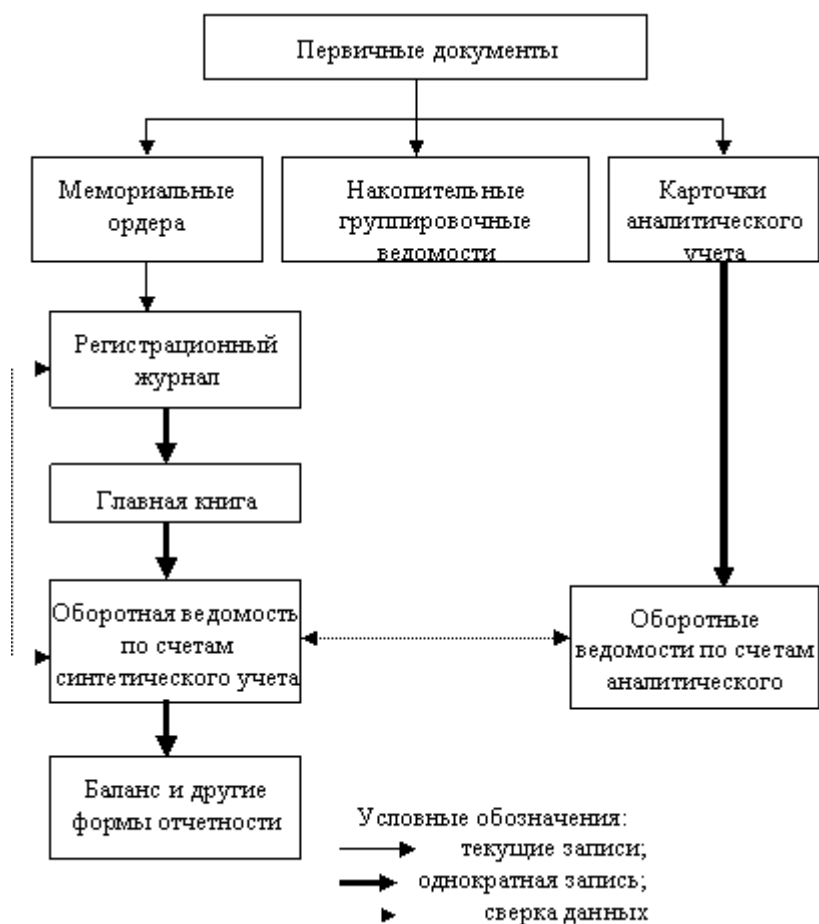 Первичные документы
Мемориальные
ордера
Накопительные
группировочные
ведомости
Карточки
аналитического
учета
Регистрационный
журнал
Главная книга
Оборотная ведомость
по счетам
синтетического учета
Оборотные
ведомости по счетам
аналитического
Баланс и другие
формы отчетности
Условные обозначения:
текущие записи;
однократная запись;
сверка данных